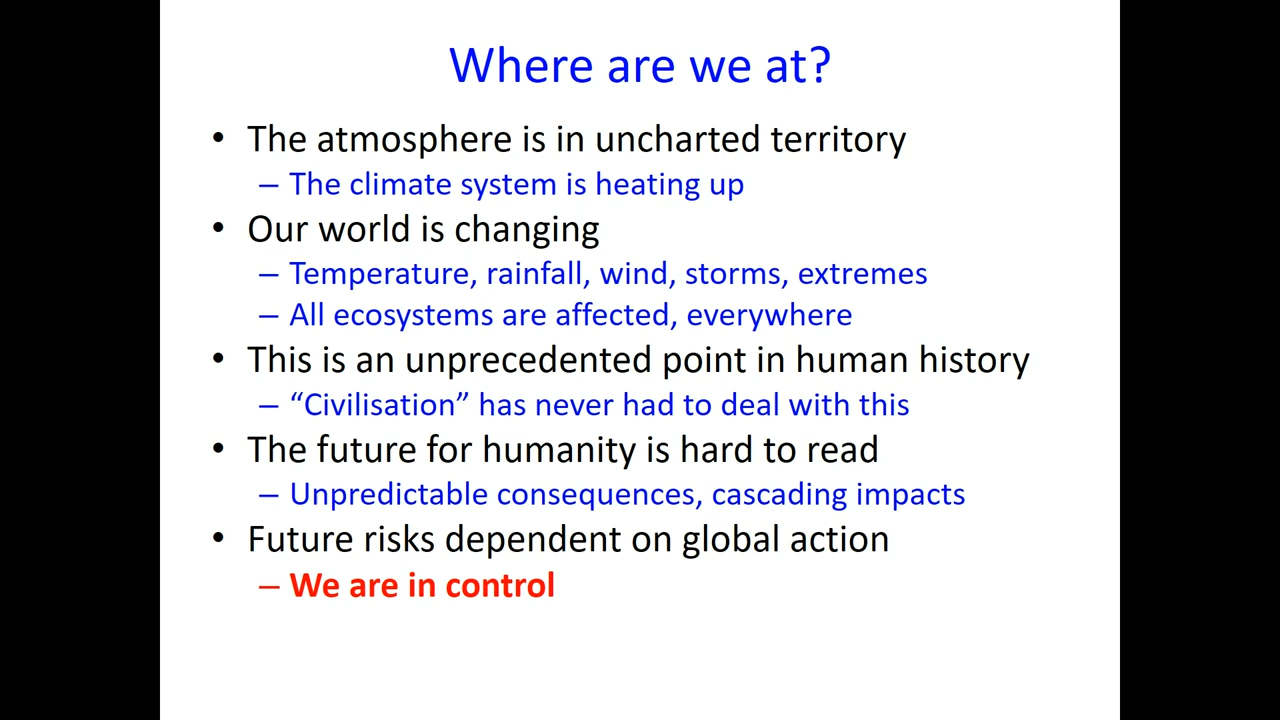 Where are we at?
• The atmosphere is in uncharted territory
– The climate system is heating up
• Our world is changing
– Temperature, rainfall, wind, storms, extremes
– All ecosystems are affected, everywhere
• This is an unprecedented point in human history
– “Civilisation” has never had to deal with this
• The future for humanity is hard to read
– Unpredictable consequences, cascading impacts
• Future risks dependent on global action
– We are in control